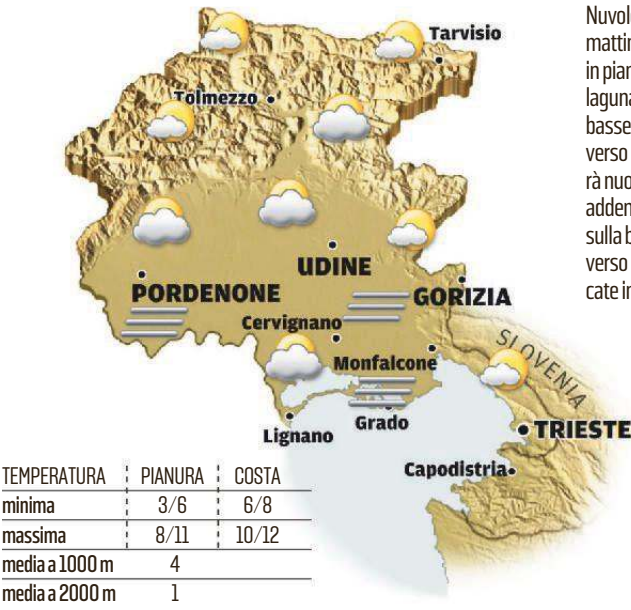 Tarvisio
Tolmezzo
UDINE
PORDENONE
GORIZIA
Cervignano
Monfalcone
SLOVENIA
Grado
Lignano
TRIESTE
Capodistria
TEMPERATURA PIANURA COSTA
minima 3/6 6/8
massima 8/11 10/12
media a 1000 m 4
media a 2000 m 1
in pian
laguna
basse
verso
rà nuo
adden
sulla b
verso
cate in